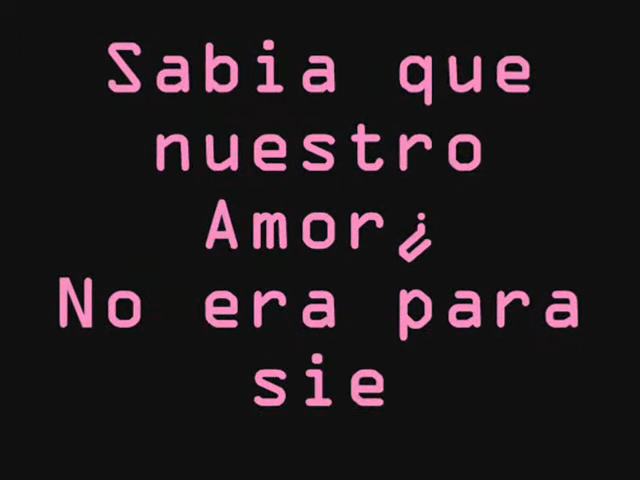 Sabia que
nuestro
Amor¿
No era para
sie